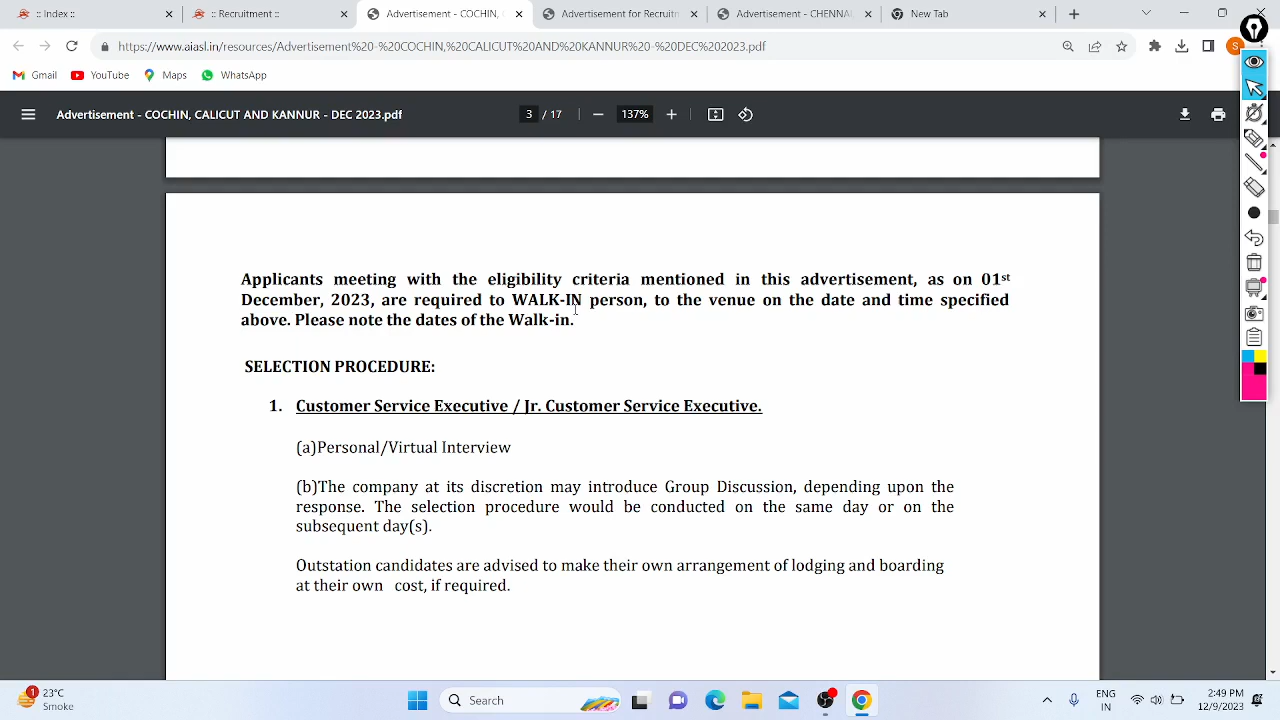 :: Index ::
:: Recruitment ::
Advertisement - COCHIN,
Advertisement for Recruitm
Advertisement - CHENNAI
New Tab
https://www.aiasl.in/resources/Advertisement%20-%20COCHIN,%20CALICUT%20AND%20KANNUR%20-%20DEC%202023.pdf
S
Gmail
YouTube
Maps
WhatsApp
Advertisement - COCHIN, CALICUT AND KANNUR - DEC 2023.pdf
3 / 17
137%
Applicants meeting with the eligibility criteria mentioned in this advertisement, as on 01st
December, 2023, are required to WALK-IN person, to the venue on the date and time specified
above. Please note the dates of the Walk-in.
SELECTION PROCEDURE:
1. Customer Service Executive / Jr. Customer Service Executive.
(a)Personal/Virtual Interview
(b)The company at its discretion may introduce Group Discussion, depending upon the
response. The selection procedure would be conducted on the same day or on the
subsequent day(s).
Outstation candidates are advised to make their own arrangement of lodging and boarding
at their own cost, if required.
1
23°C
Smoke
Search
ENG
IN
2:49 PM
12/9/2023